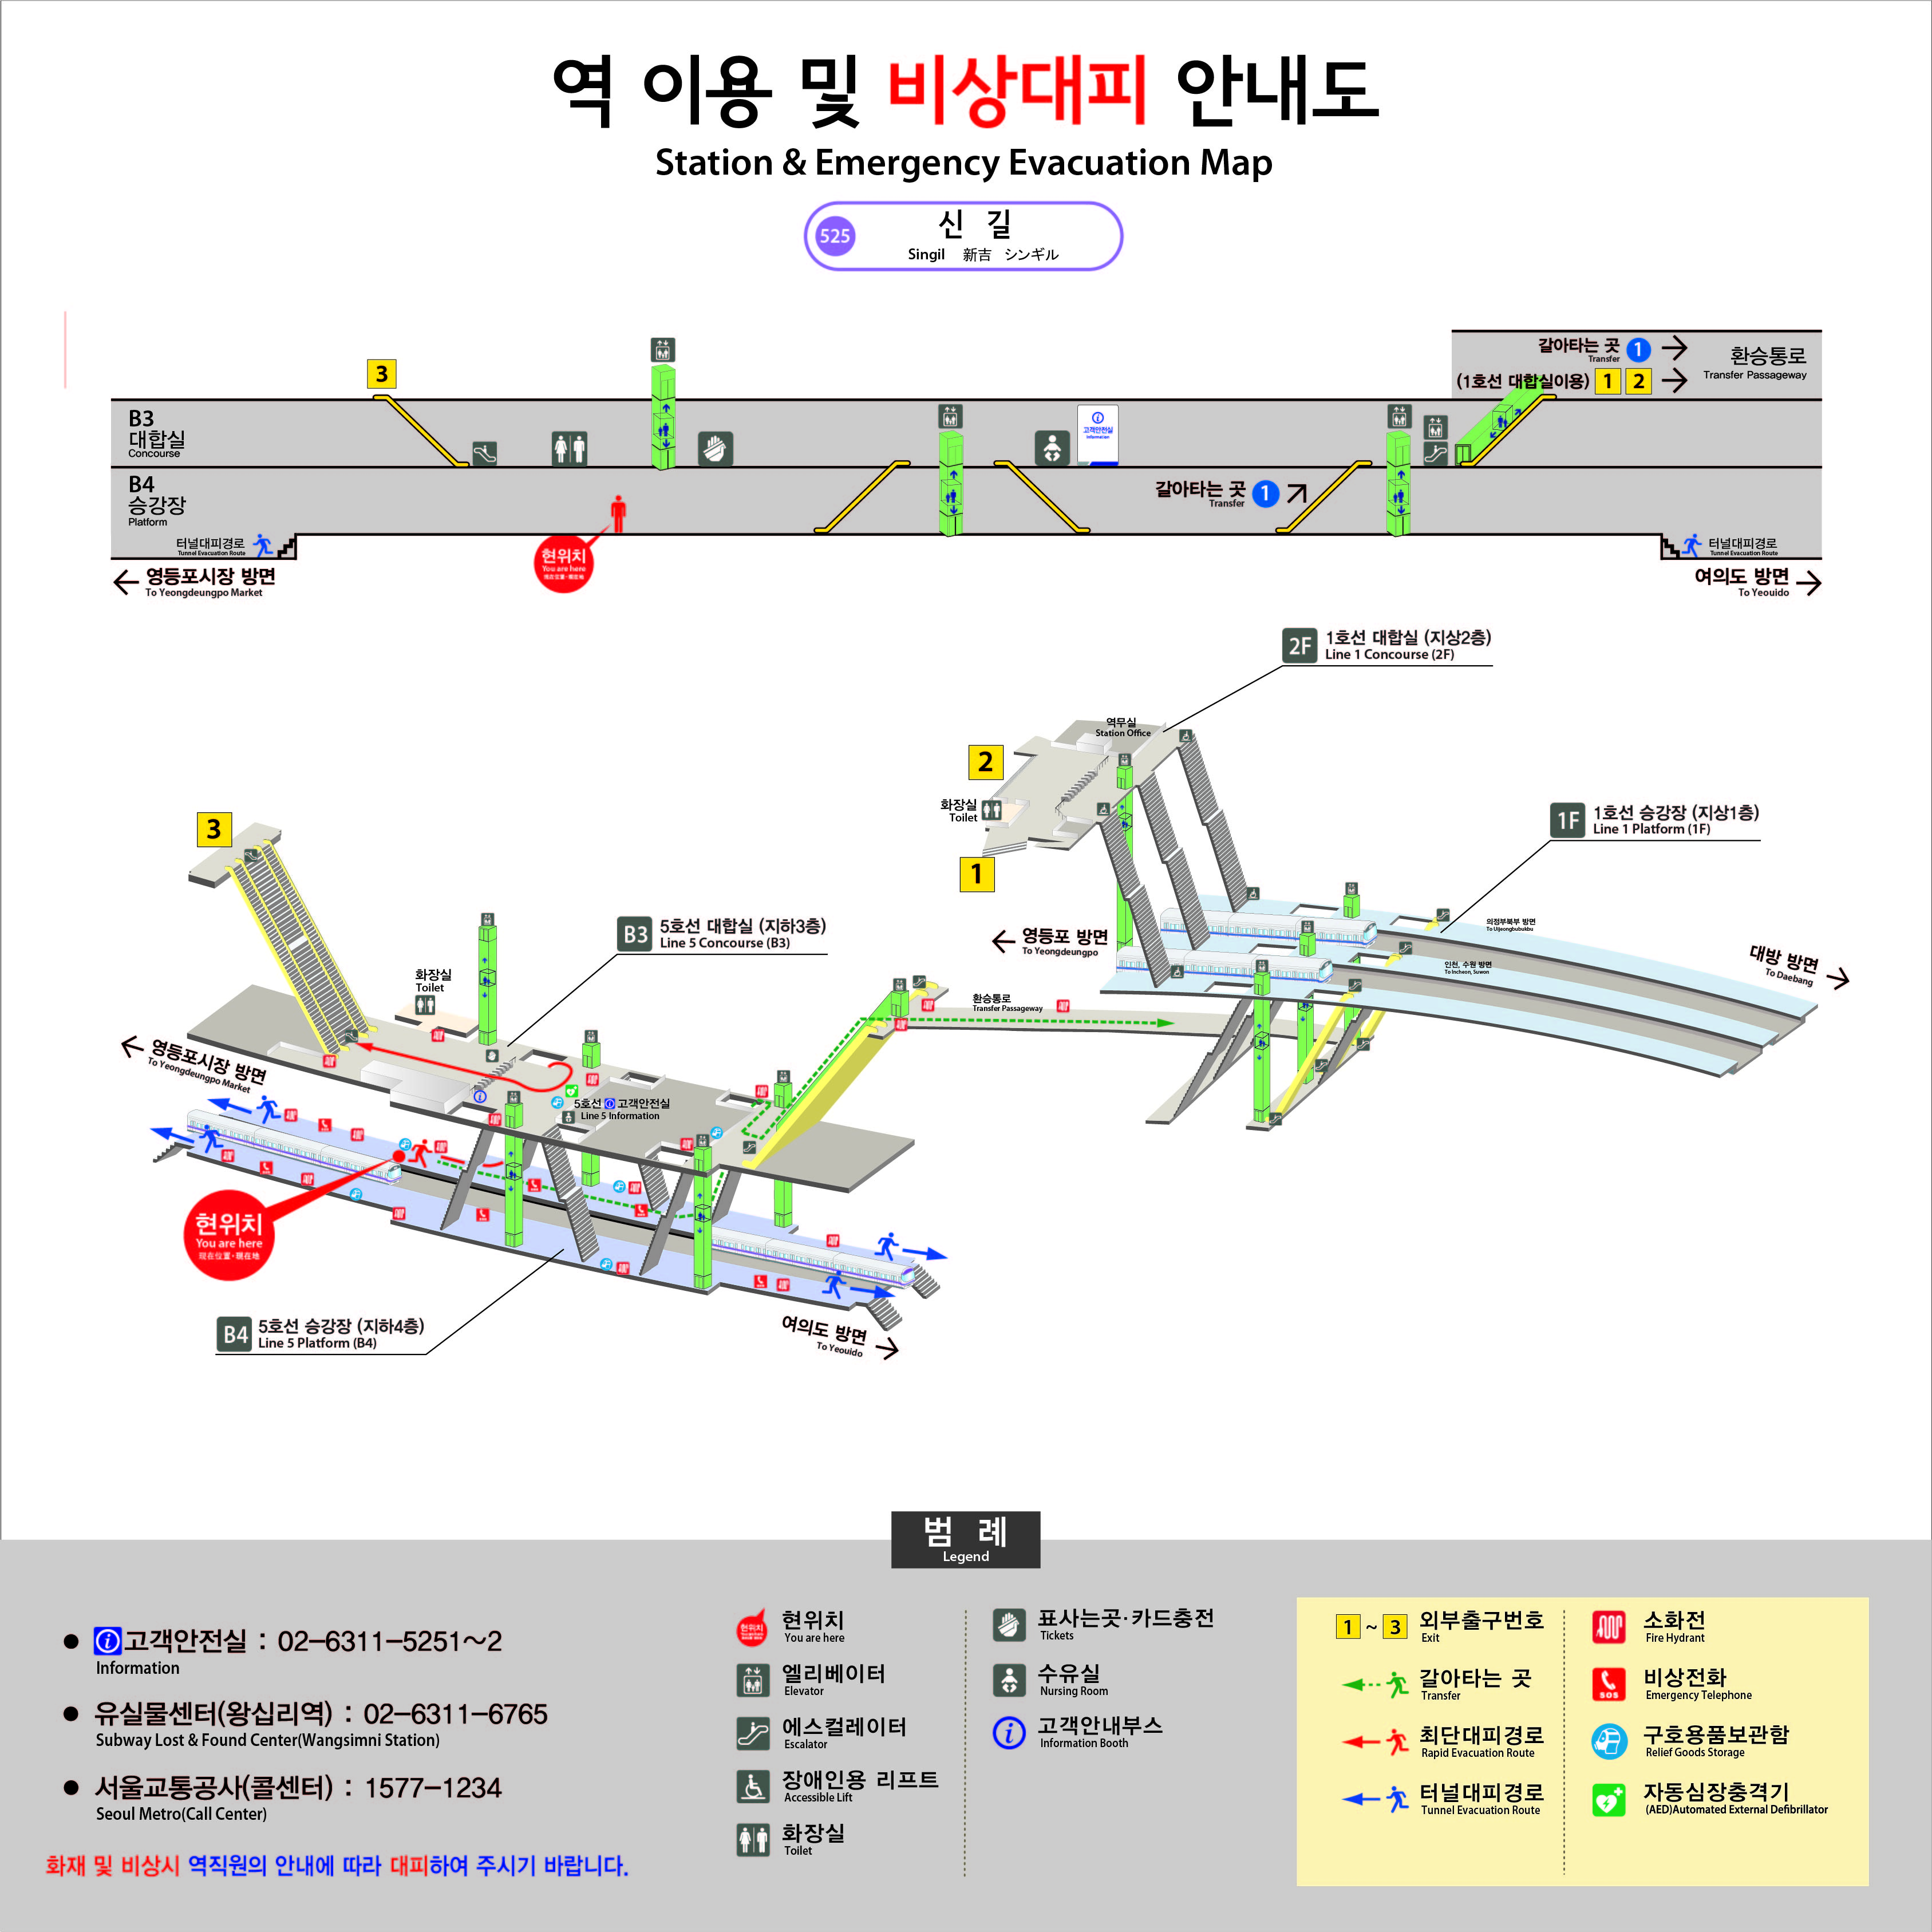 역 이용 및 비상대피 안내도
Station & Emergency Evacuation Map
525
신 길
Singil 新吉 シンギル
갈아타는 곳 1
Transfer
(1호선 대합실이용) 1 2
환승통로
Transfer Passageway
3
B3
대합실
Concourse
고객안전실
Information
B4
승강장
Platform
갈아타는 곳 1
Transfer
터널대피경로
Tunnel Evacuation Route
현위치
You are here
現在位置·現在地
터널대피경로
Tunnel Evacuation Route
영등포시장 방면
To Yeongdeungpo Market
여의도 방면
To Yeouido
2F 1호선 대합실 (지상2층)
Line 1 Concourse (2F)
역무실
Station Office
2
화장실
Toilet
1
1F 1호선 승강장 (지상1층)
Line 1 Platform (1F)
의정부북부 방면
To Uijeongbubukbu
영등포 방면
To Yeongdeungpo
인천, 수원 방면
To Incheon, Suwon
대방 방면
To Daebang
3
B3 5호선 대합실 (지하3층)
Line 5 Concourse (B3)
화장실
Toilet
환승통로
Transfer Passageway
영등포시장 방면
To Yeongdeungpo Market
5호선 고객안전실
Line 5 Information
현위치
You are here
現在位置·現在地
B4 5호선 승강장 (지하4층)
Line 5 Platform (B4)
여의도 방면
To Yeouido
범 례
Legend
고객안전실 : 02-6311-5251~2
Information
유실물센터(왕십리역) : 02-6311-6765
Subway Lost & Found Center(Wangsimni Station)
서울교통공사(콜센터) : 1577-1234
Seoul Metro(Call Center)
화재 및 비상시 역직원의 안내에 따라 대피하여 주시기 바랍니다.
현위치
현위치
You are here
엘리베이터
Elevator
에스컬레이터
Escalator
장애인용 리프트
Accessible Lift
화장실
Toilet
표사는곳·카드충전
Tickets
수유실
Nursing Room
고객안내부스
Information Booth
1 ~ 3 외부출구번호
Exit
갈아타는 곳
Transfer
최단대피경로
Rapid Evacuation Route
터널대피경로
Tunnel Evacuation Route
소화전
Fire Hydrant
SOS
비상전화
Emergency Telephone
구호용품보관함
Relief Goods Storage
자동심장충격기
(AED)Automated External Defibrillator